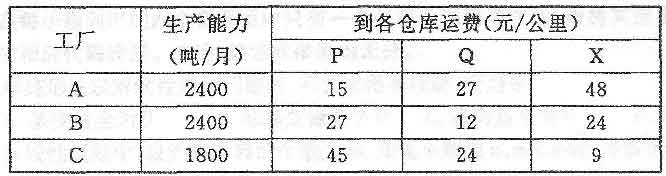 工厂 生产能力(吨/月) 到各仓库运费(元/公里)
P Q X
A 2400 15 27 48
B 2400 27 12 24
C 1800 45 24 9